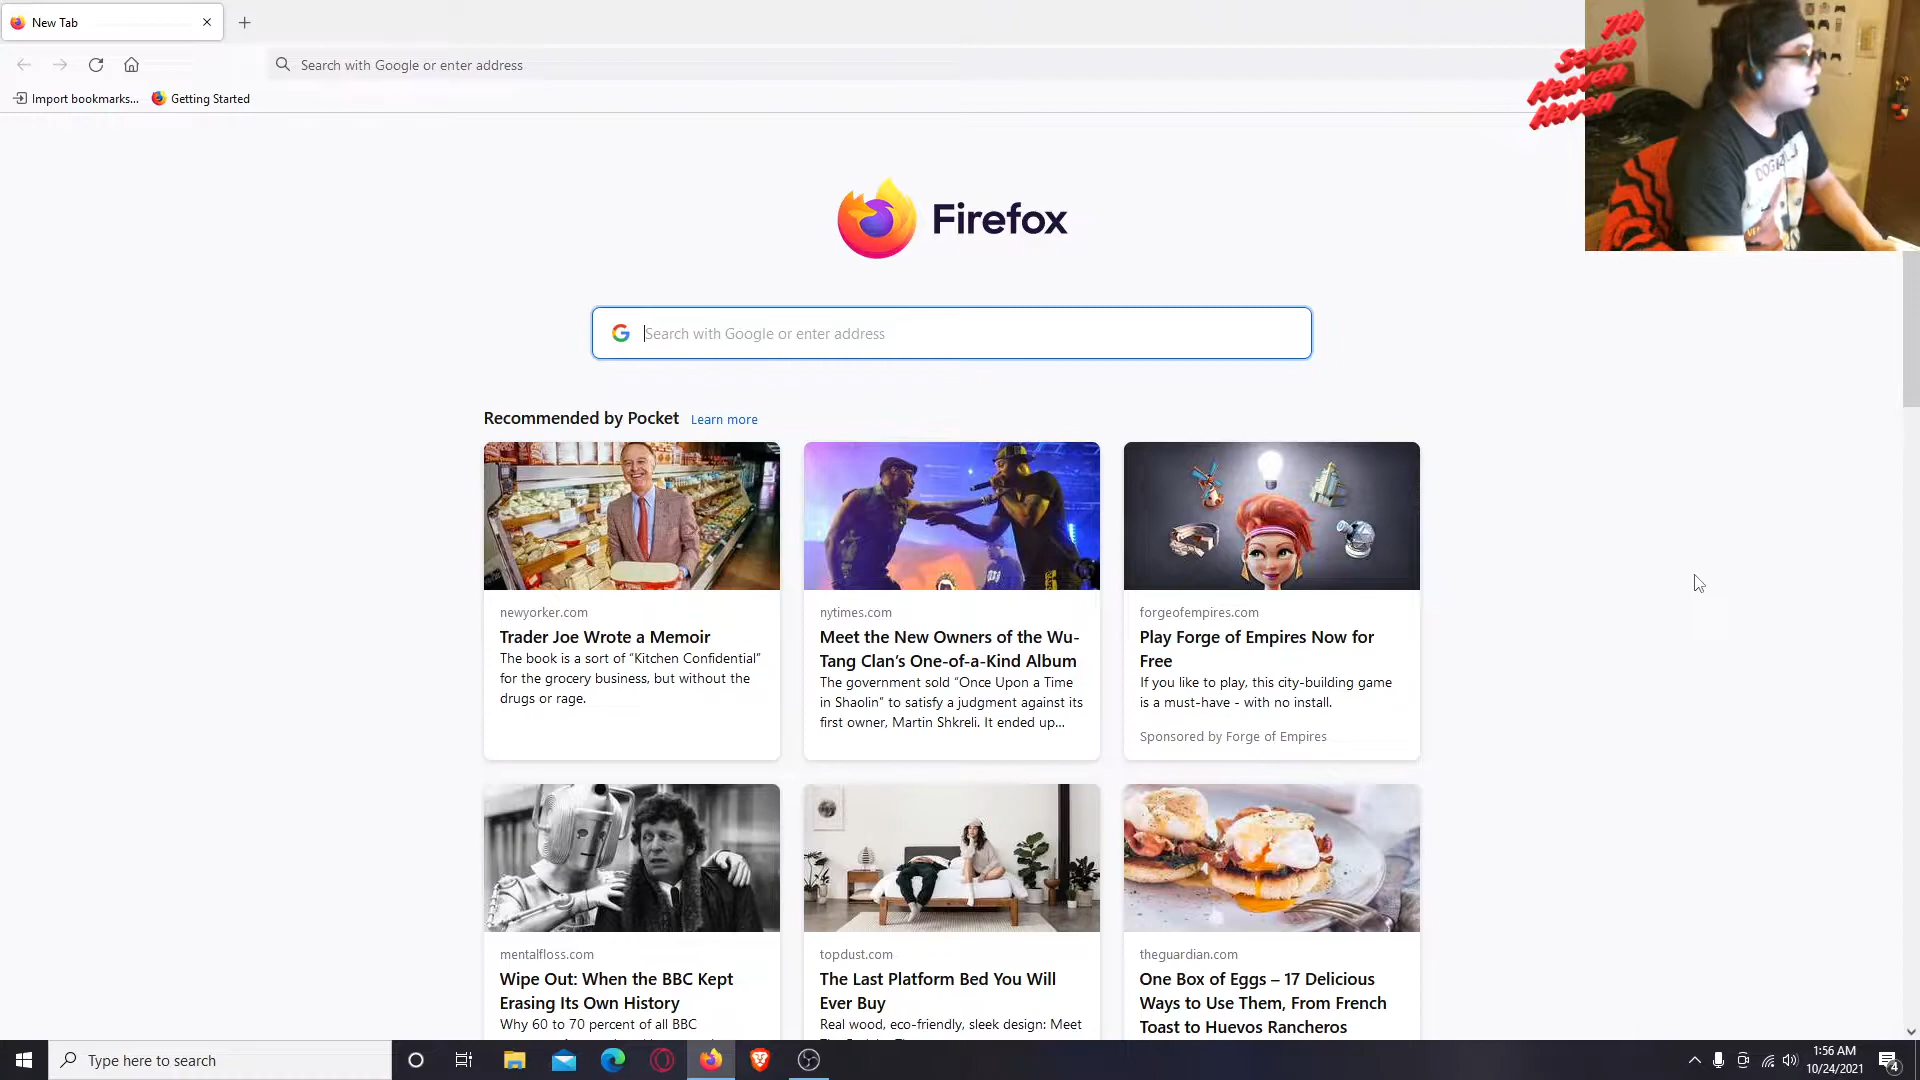 New Tab
Search with Google or enter address
Import bookmarks...
Getting Started
7th
Seven
Heaven
Haven
Firefox
Search with Google or enter address
Recommended by Pocket Learn more
newyorker.com
Trader Joe Wrote a Memoir
The book is a sort of “Kitchen Confidential”
for the grocery business, but without the
drugs or rage.
nytimes.com
Meet the New Owners of the Wu-
Tang Clan’s One-of-a-Kind Album
The government sold “Once Upon a Time
in Shaolin” to satisfy a judgment against its
first owner, Martin Shkreli. It ended up...
forgeofempires.com
Play Forge of Empires Now for
Free
If you like to play, this city-building game
is a must-have - with no install.
Sponsored by Forge of Empires
mentalfloss.com
Wipe Out: When the BBC Kept
Erasing Its Own History
Why 60 to 70 percent of all BBC
topdust.com
The Last Platform Bed You Will
Ever Buy
Real wood, eco-friendly, sleek design: Meet
theguardian.com
One Box of Eggs – 17 Delicious
Ways to Use Them, From French
Toast to Huevos Rancheros
Type here to search
1:56 AM
10/24/2021
4